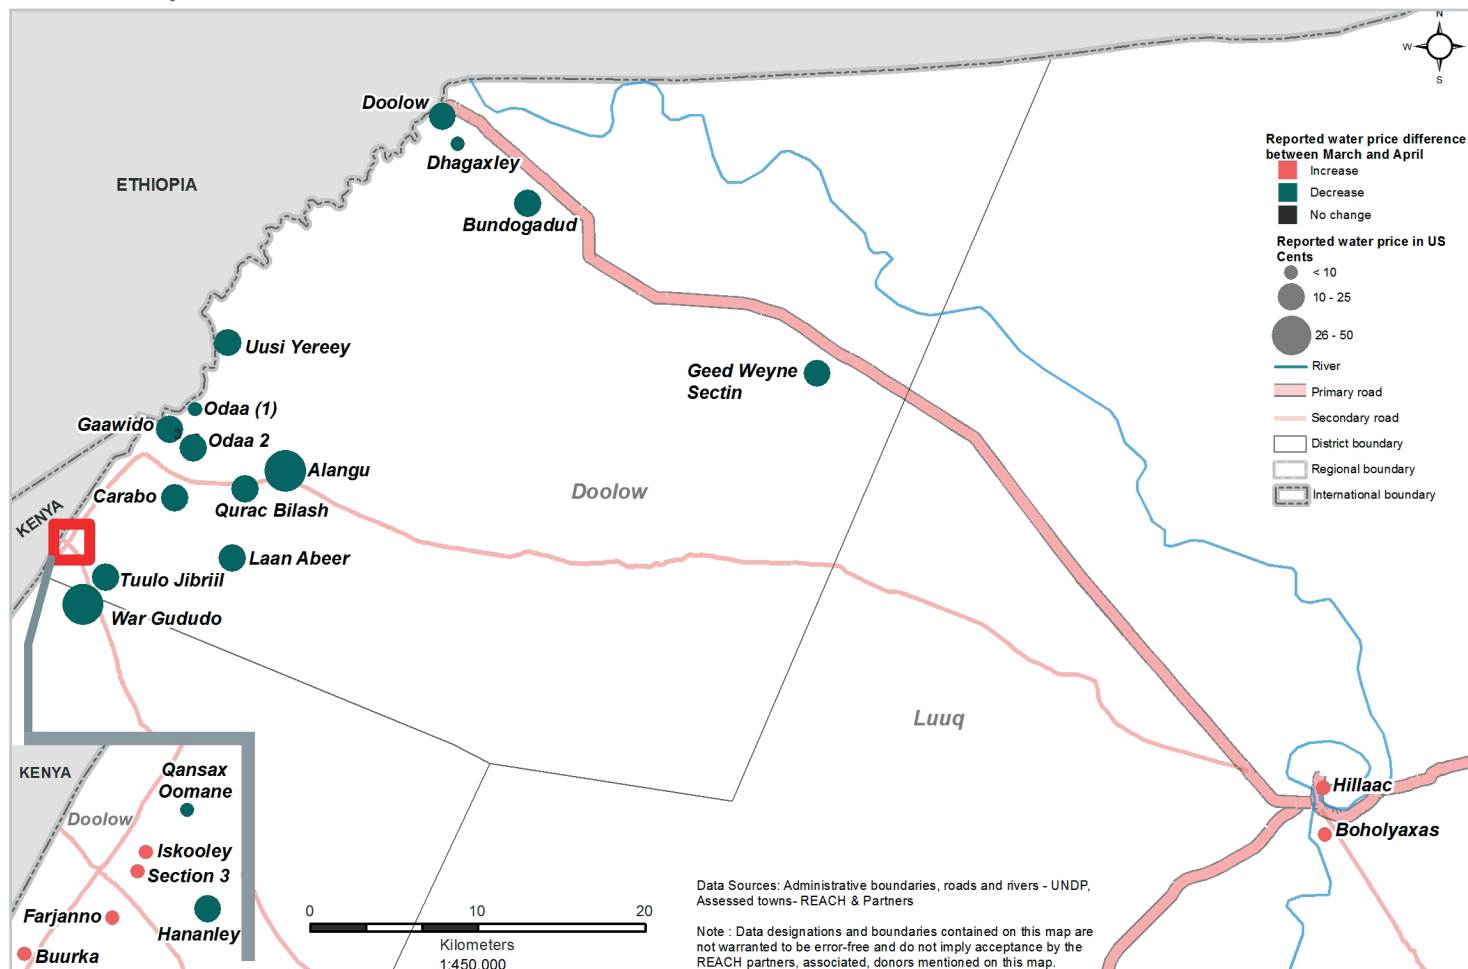 N
W
S
Doolow
Dhagaxley
Bundogadud
ETHIOPIA
Reported water price difference
between March and April
Increase
Decrease
No change
Reported water price in US
Cents
< 10
10 - 25
26 - 50
River
Primary road
Secondary road
District boundary
Regional boundary
International boundary
Uusi Yereey
Geed Weyne
Sectin
Odaa (1)
Gaawido
3
Odaa 2
Alangu
Carabo
Qurac Bilash
Doolow
KENYA
Laan Abeer
Tuulo Jibriil
War Gududo
Luuq
Hillaac
Boholyaxas
KENYA
Qansax
Oomane
Doolow
Iskooley
Section 3
Farjanno
Hananley
Buurka
0 10 20
Kilometers
1:450,000
Data Sources: Administrative boundaries, roads and rivers - UNDP,
Assessed towns- REACH & Partners
Note : Data designations and boundaries contained on this map are
not warranted to be error-free and do not imply acceptance by the
REACH partners, associated, donors mentioned on this map.